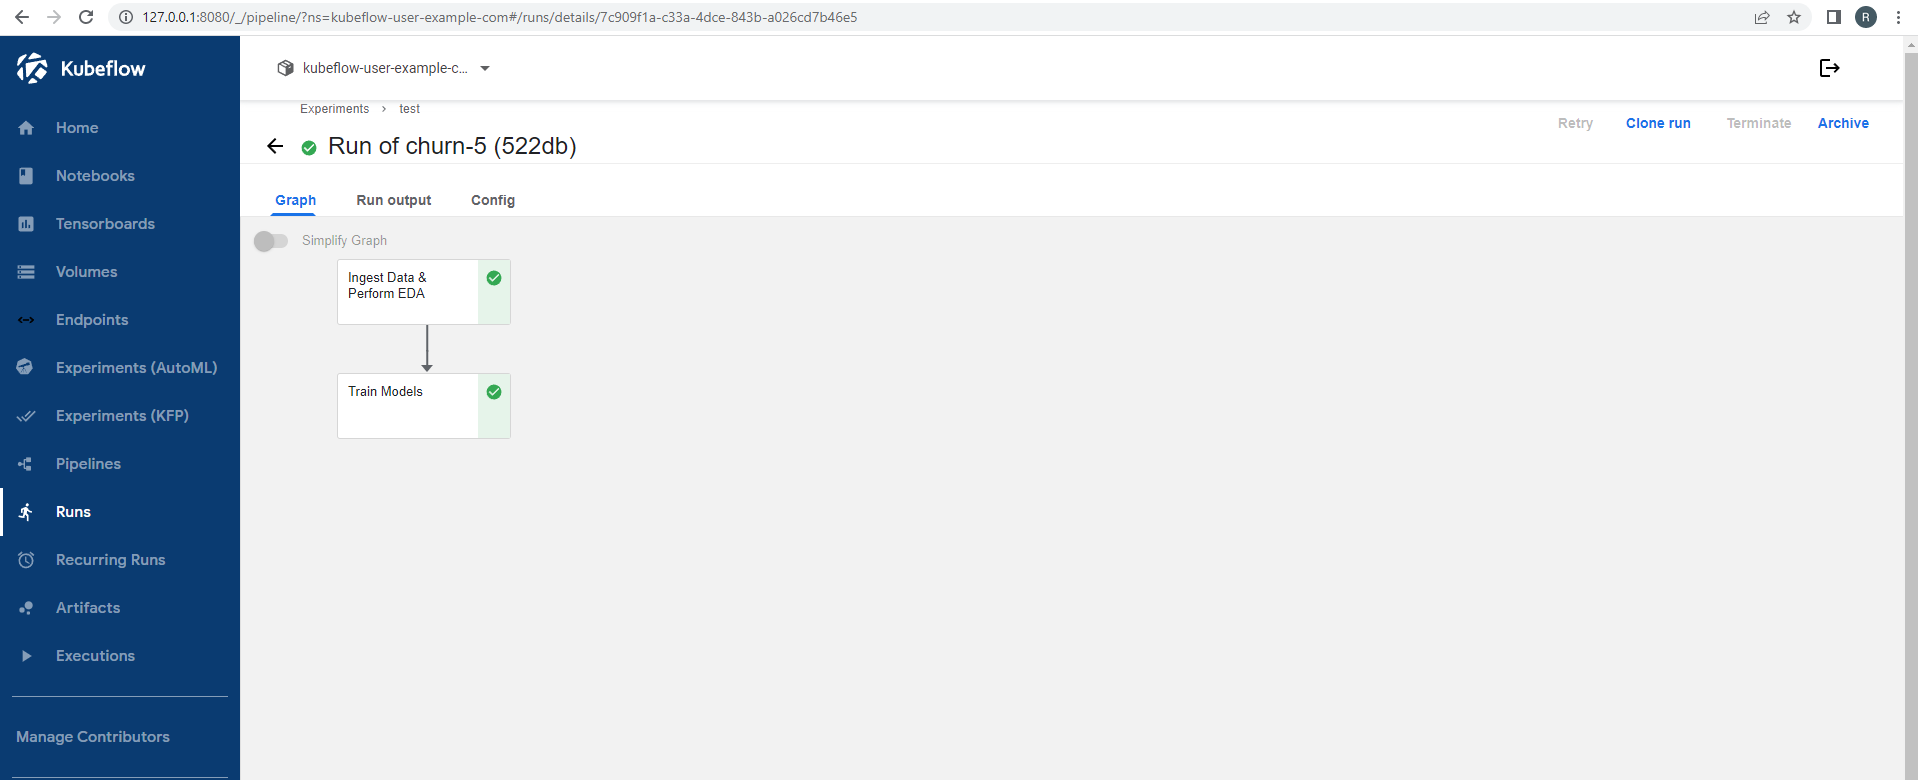 127.0.0.1:8080/_/pipeline/?ns=kubeflow-user-example-com#/runs/details/7c909f1a-c33a-4dce-843b-a026cd7b46e5
R
Kubeflow
kubeflow-user-example-c...
Home
Notebooks
Tensorboards
Volumes
Endpoints
Experiments (AutoML)
Experiments (KFP)
Pipelines
Runs
Recurring Runs
Artifacts
Executions
Manage Contributors
Experiments › test
Run of churn-5 (522db)
Retry Clone run Terminate Archive
Graph Run output Config
Simplify Graph
Ingest Data &
Perform EDA
Train Models